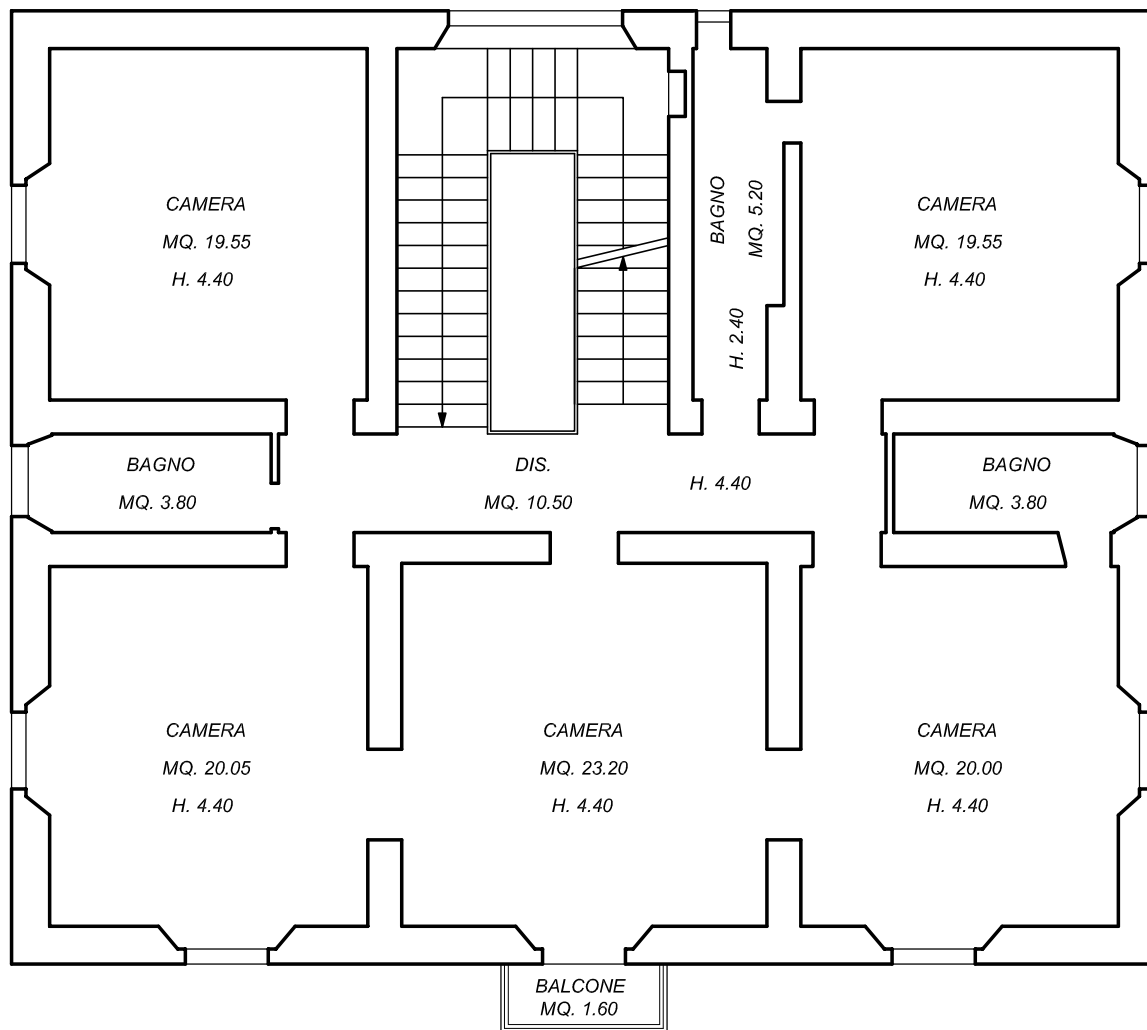 CAMERA
MQ. 19.55
H. 4.40
BAGNO
MQ. 5.20
H. 2.40
CAMERA
MQ. 19.55
H. 4.40
BAGNO
MQ. 3.80
DIS.
MQ. 10.50
H. 4.40
BAGNO
MQ. 3.80
CAMERA
MQ. 20.05
H. 4.40
CAMERA
MQ. 23.20
H. 4.40
CAMERA
MQ. 20.00
H. 4.40
BALCONE
MQ. 1.60